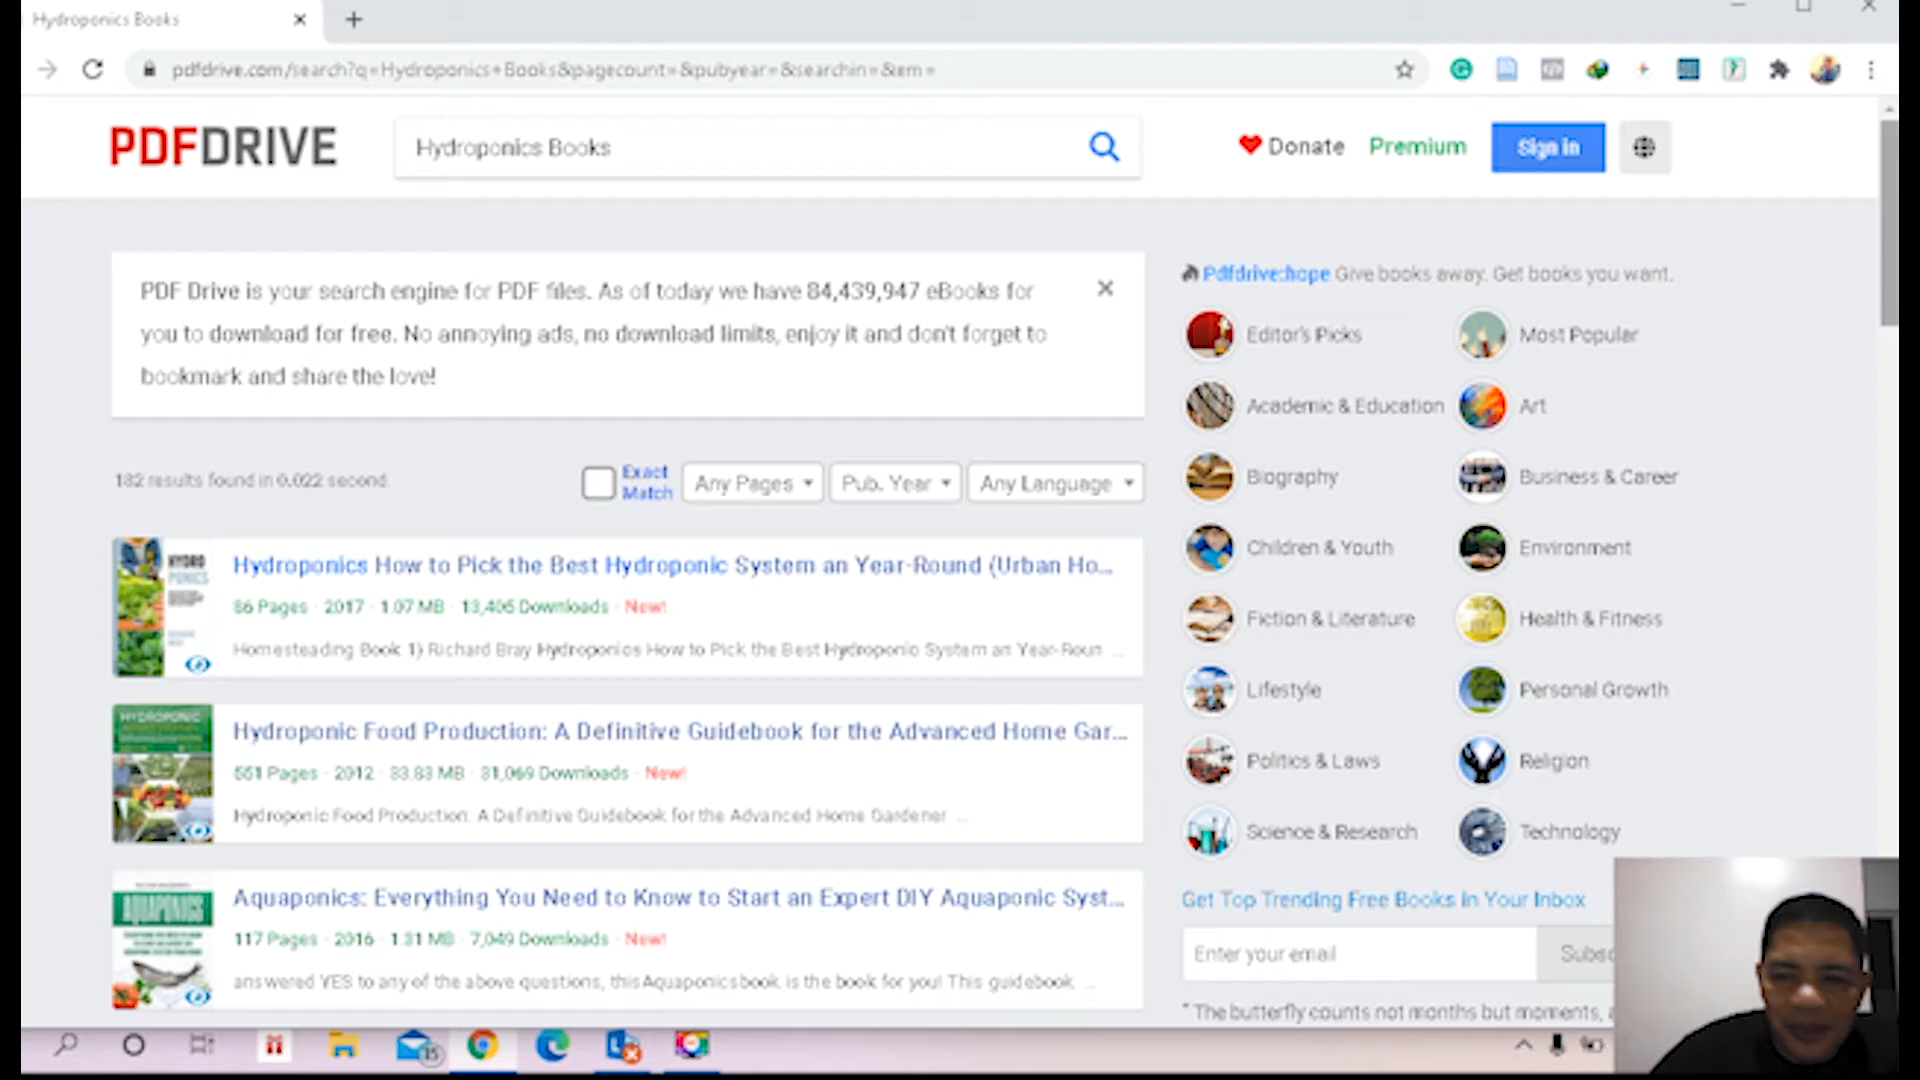 Hydroponics Books
pdfdrive.com/search?q=Hydroponics+Books&pagecount=&pubyear=&searchin=&em=
PDFDRIVE
Hydroponics Books
Donate
Premium
Sign in
PDF Drive is your search engine for PDF files. As of today we have 84,439,947 eBooks for
you to download for free. No annoying ads, no download limits, enjoy it and don't forget to
bookmark and share the love!
182 results found in 0.022 second
Exact
Match
Any Pages
Pub. Year
Any Language
Hydroponics How to Pick the Best Hydroponic System an Year-Round (Urban Ho...
86 Pages · 2017 · 1.07 MB · 13,406 Downloads · New!
Homesteading Book 1) Richard Bray Hydroponics How to Pick the Best Hydroponic System an Year-Roun ...
HYDRO
PONICS
Hydroponic Food Production: A Definitive Guidebook for the Advanced Home Gar...
551 Pages · 2012 · 33.83 MB · 31,069 Downloads · New!
Hydroponic Food Production: A Definitive Guidebook for the Advanced Home Gardener ...
HYDROPONIC
Aquaponics: Everything You Need to Know to Start an Expert DIY Aquaponic Syst...
117 Pages · 2016 · 1.31 MB · 7,049 Downloads · New!
answered YES to any of the above questions, this Aquaponics book is the book for you! This guidebook ...
AQUAPONICS
Pdfdrive:hope Give books away. Get books you want.
Editor's Picks
Most Popular
Academic & Education
Art
Biography
Business & Career
Children & Youth
Environment
Fiction & Literature
Health & Fitness
Lifestyle
Personal Growth
Politics & Laws
Religion
Science & Research
Technology
Get Top Trending Free Books in Your Inbox
Enter your email
Subsc
" The butterfly counts not months but moments,
15